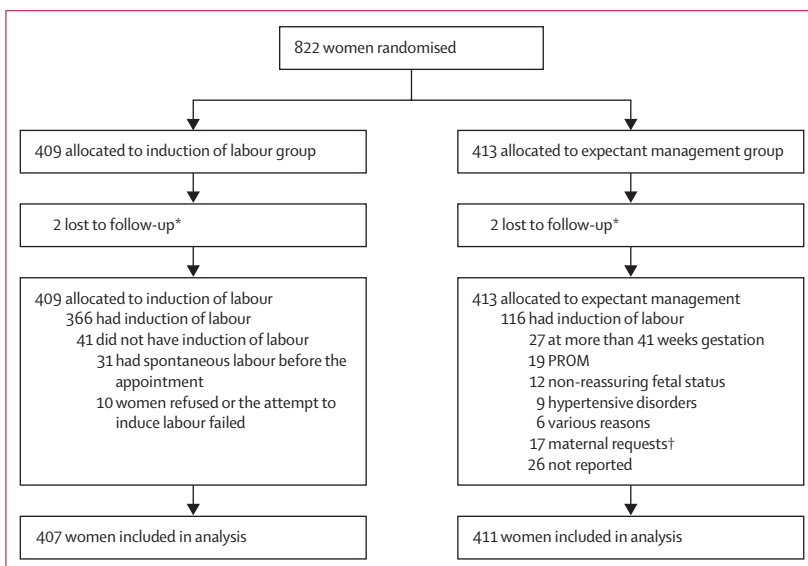 822 women randomised
409 allocated to induction of labour group
413 allocated to expectant management group
2 lost to follow-up*
2 lost to follow-up*
409 allocated to induction of labour
366 had induction of labour
41 did not have induction of labour
31 had spontaneous labour before the
appointment
10 women refused or the attempt to
induce labour failed
413 allocated to expectant management
116 had induction of labour
27 at more than 41 weeks gestation
19 PROM
12 non-reassuring fetal status
9 hypertensive disorders
6 various reasons
17 maternal requests†
26 not reported
407 women included in analysis
411 women included in analysis